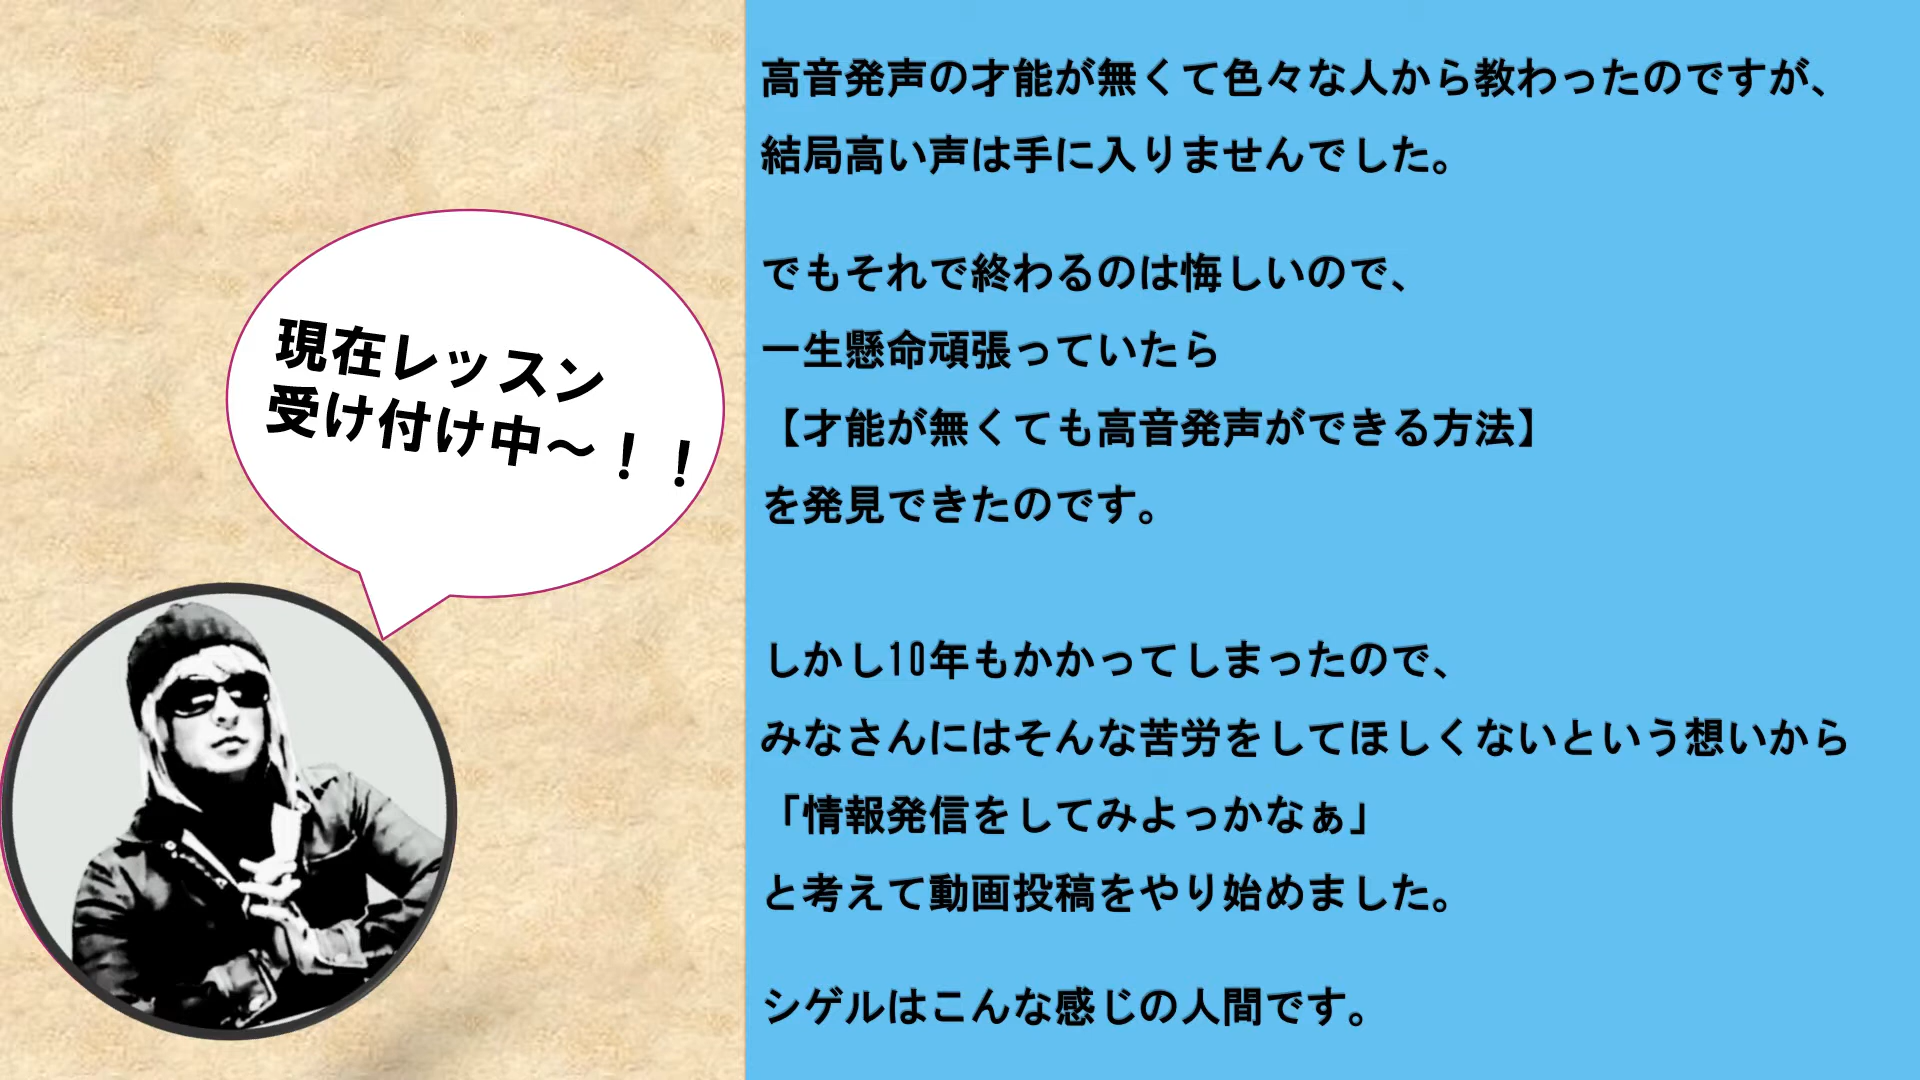 現在レッスン
受け付け中～！！
高音発声の才能が無くて色々な人から教わったのですが、
結局高い声は手に入りませんでした。
でもそれで終わるのは悔しいので、
一生懸命頑張っていたら
【才能が無くても高音発声ができる方法】
を発見できたのです。
しかし10年もかかってしまったので、
みなさんにはそんな苦労をしてほしくないという想いから
「情報発信をしてみよっかなぁ」
と考えて動画投稿をやり始めました。
シゲルはこんな感じの人間です。